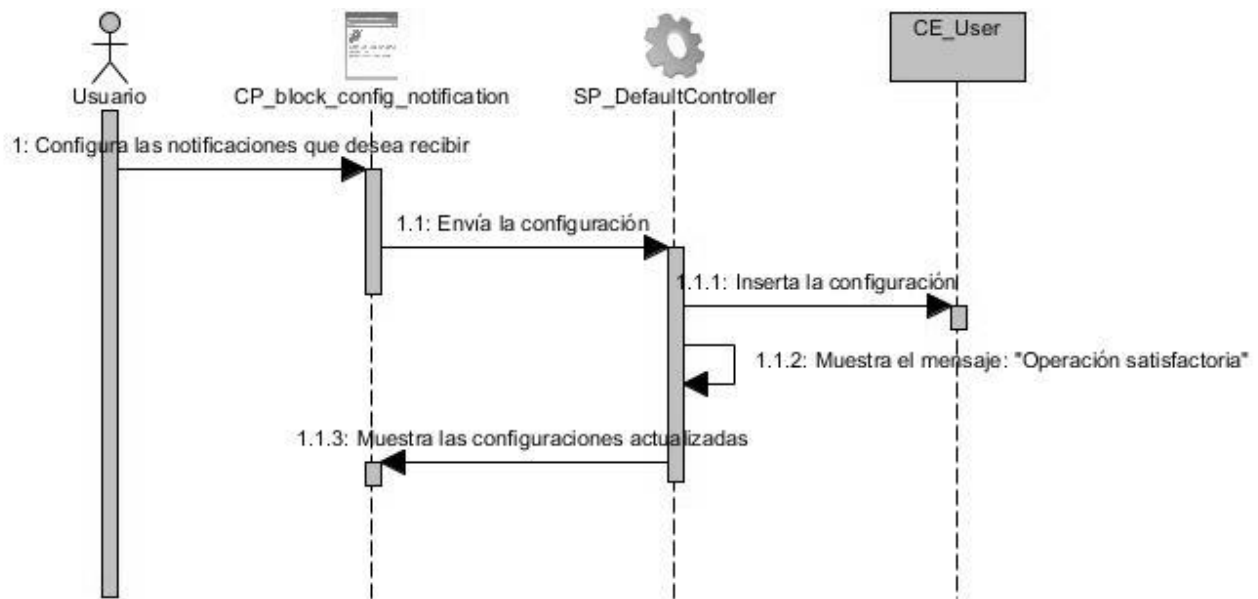 CE_User
Usuario
CP_block_config_notification
SP_DefaultController
1: Configura las notificaciones que desea recibir
1.1: Envía la configuración
1.1.1: Inserta la configuración
1.1.2: Muestra el mensaje: "Operación satisfactoria"
1.1.3: Muestra las configuraciones actualizadas